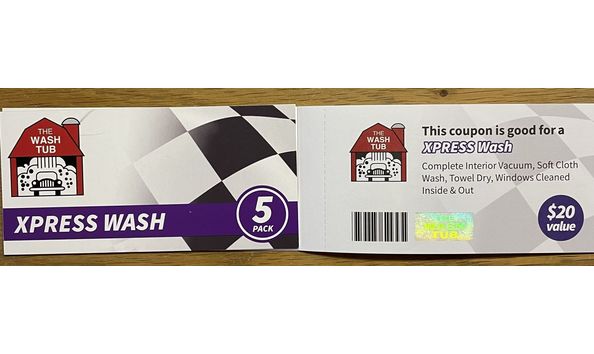 THE
WASH
TUB
XPRESS WASH
5
PACK
THE
WASH
TUB
This coupon is good for a
XPRESS Wash
Complete Interior Vacuum, Soft Cloth
Wash, Towel Dry, Windows Cleaned
Inside & Out
$20
value